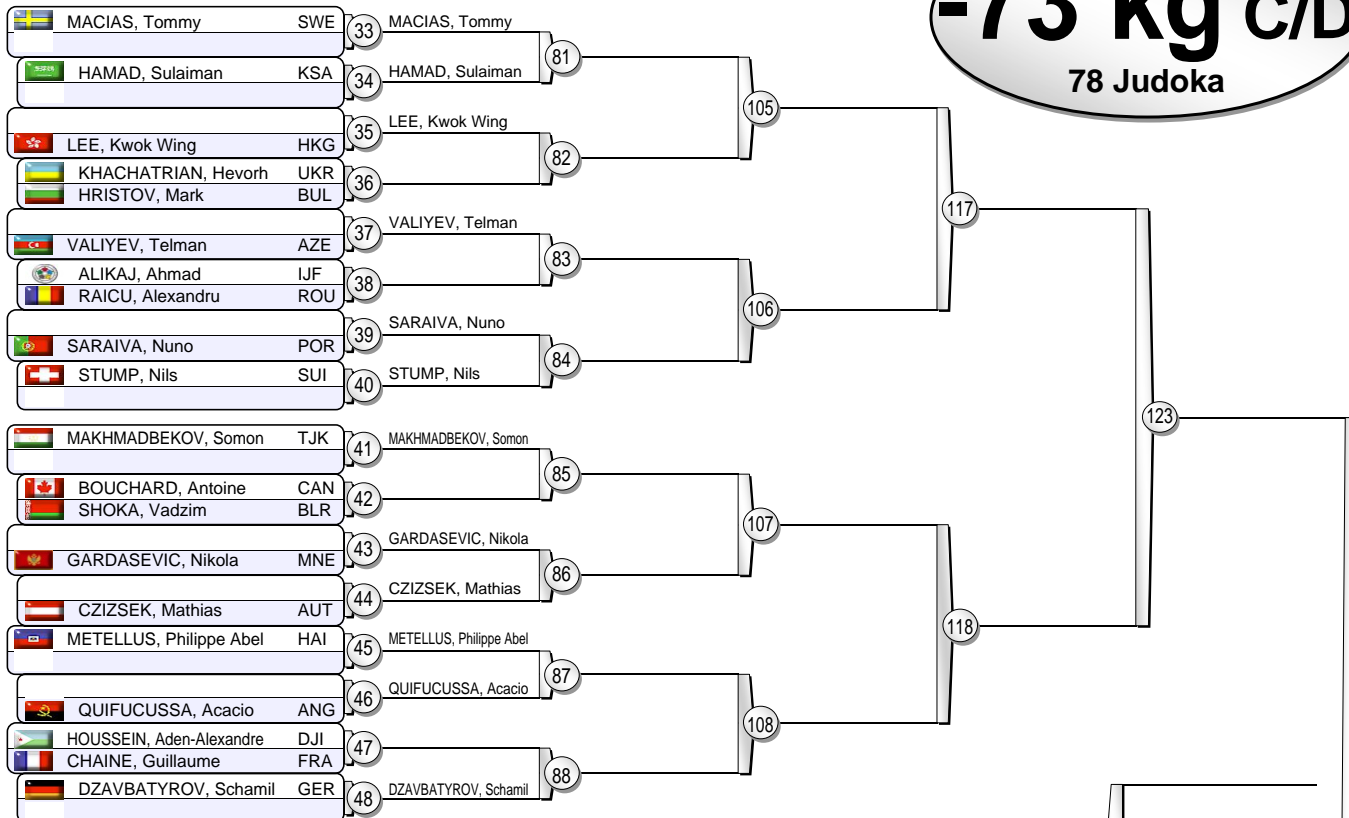 -73 kg C/D
78 Judoka
MACIAS, Tommy SWE 33 MACIAS, Tommy
81
HAMAD, Sulaiman KSA 34 HAMAD, Sulaiman
105
LEE, Kwok Wing HKG 35 LEE, Kwok Wing
82
KHACHATRIAN, Hevorh UKR 36
HRISTOV, Mark BUL
117
VALIYEV, Telman AZE 37 VALIYEV, Telman
83
ALIKAJ, Ahmad IJF 38
RAICU, Alexandru ROU
106
SARAIVA, Nuno POR 39 SARAIVA, Nuno
84
STUMP, Nils SUI 40 STUMP, Nils
123
MAKHMADBEKOV, Somon TJK 41 MAKHMADBEKOV, Somon
85
BOUCHARD, Antoine CAN 42
SHOKA, Vadzim BLR
107
GARDASEVIC, Nikola MNE 43 GARDASEVIC, Nikola
86
CZIZSEK, Mathias AUT 44 CZIZSEK, Mathias
118
METELLUS, Philippe Abel HAI 45 METELLUS, Philippe Abel
87
QUIFUCUSSA, Acacio ANG 46 QUIFUCUSSA, Acacio
108
HOUSSEIN, Aden-Alexandre DJI 47
CHAINE, Guillaume FRA
88
DZAVBATYROV, Schamil GER 48 DZAVBATYROV, Schamil